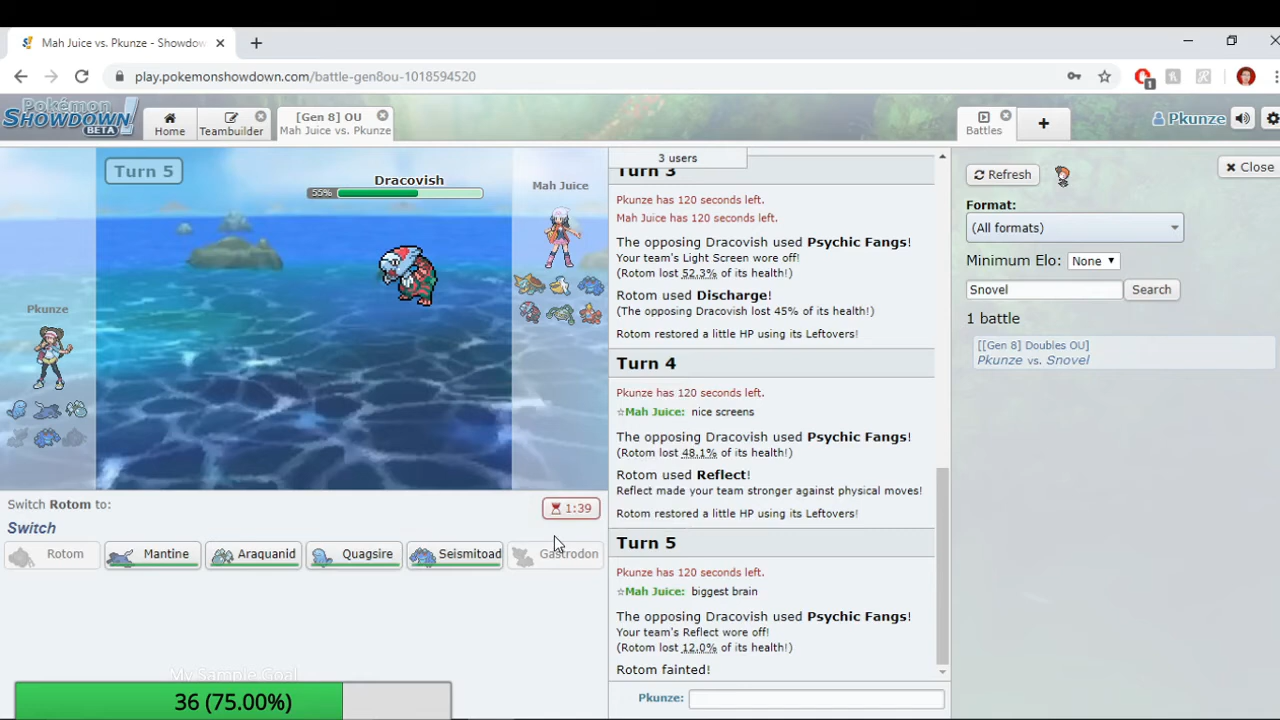 Mah Juice vs. Pkunze - Showdow
play.pokemonshowdown.com/battle-gen8ou-1018594520
1
Pokémon
SHOWDOWN!
BETA
Home
Teambuilder
[Gen 8] OU
Mah Juice vs. Pkunze
Battles
Pkunze
Turn 5
Dracovish
55%
Mah Juice
Pkunze
3 users
Turn 3
Pkunze has 120 seconds left.
Mah Juice has 120 seconds left.
The opposing Dracovish used Psychic Fangs!
Your team's Light Screen wore off!
(Rotom lost 52.3% of its health!)
Rotom used Discharge!
(The opposing Dracovish lost 45% of its health!)
Rotom restored a little HP using its Leftovers!
Turn 4
Pkunze has 120 seconds left.
☆Mah Juice: nice screens
The opposing Dracovish used Psychic Fangs!
(Rotom lost 48.1% of its health!)
Rotom used Reflect!
Reflect made your team stronger against physical moves!
Rotom restored a little HP using its Leftovers!
Turn 5
Pkunze has 120 seconds left.
☆Mah Juice: biggest brain
The opposing Dracovish used Psychic Fangs!
Your team's Reflect wore off!
(Rotom lost 12.0% of its health!)
Rotom fainted!
Pkunze:
Refresh
Close
Format:
(All formats)
Minimum Elo: None
Snovel
Search
1 battle
[[Gen 8] Doubles OU]
Pkunze vs. Snovel
Switch Rotom to:
1:39
Switch
Rotom
Mantine
Araquanid
Quagsire
Seismitoad
Gastrodon
My Sample Goal
36 (75.00%)